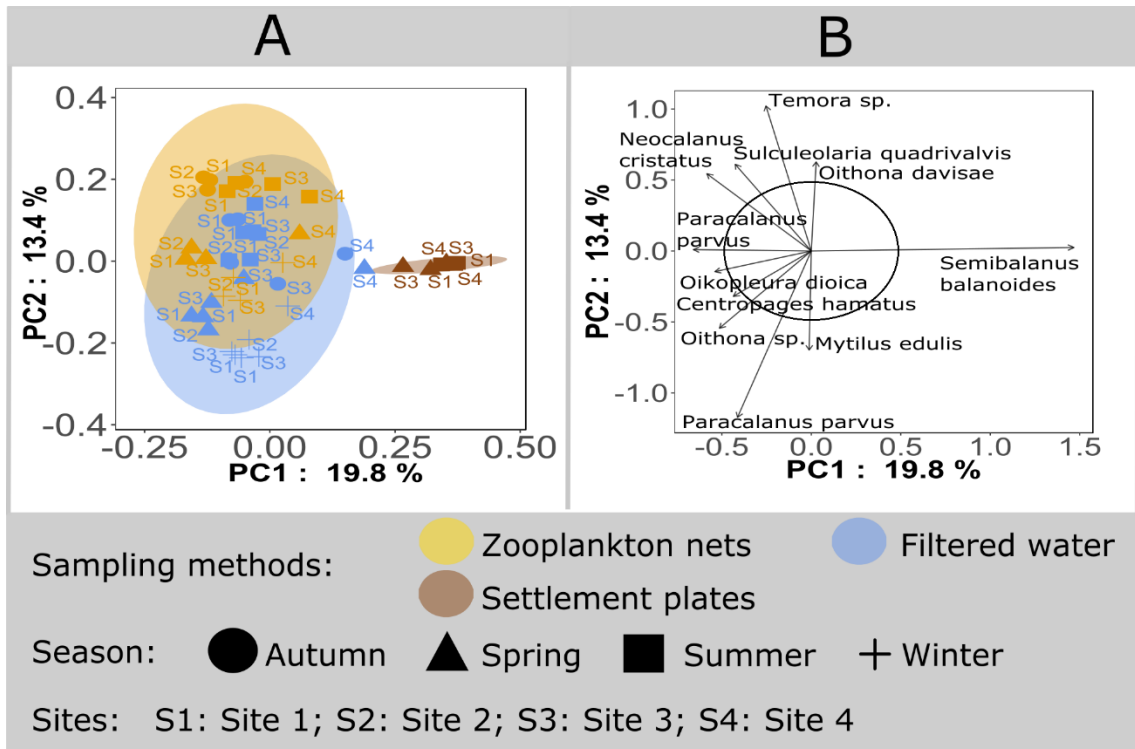 A
B
0.4
0.2
0.0
-0.2
-0.4
PC2 : 13.4 %
S2
S1
S4
S3
S3
S2
S4
S1
S4
S1
S1
S3
S2
S4
S2
S2
S1
S3
S1
S3
S4
S4
S4
S3
S1
S3
S1
S4
S2
S1
S3
S3
S4
S1
S1
S2
S2
S3
S3
S1
S1
-0.25
0.00
0.25
0.50
PC1 : 19.8 %
1.0
0.5
0.0
-0.5
-1.0
PC2 : 13.4 %
Temora sp.
Neocalanus
cristatus
Sulculeolaria quadrivalvis
Oithona davisae
Paracalanus
parvus
Semibalanus
balanoides
Oikopleura dioica
Centropages hamatus
Oithona sp.
Mytilus edulis
Paracalanus parvus
-0.5
0.0
0.5
1.0
1.5
PC1 : 19.8 %
Sampling methods:
Zooplankton nets
Filtered water
Settlement plates
Season: Autumn Spring Summer Winter
Sites: S1: Site 1; S2: Site 2; S3: Site 3; S4: Site 4